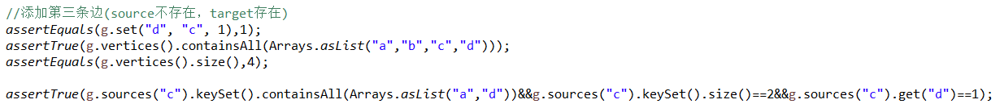 //添加第三条边(source不存在，target存在)
assertEquals(g.set("d", "c", 1),1);
assertTrue(g.vertices().containsAll(Arrays.asList("a","b","c","d")));
assertEquals(g.vertices().size(),4);
assertTrue(g.sources("c").keySet().containsAll(Arrays.asList("a","d"))&&g.sources("c").keySet().size()==2&&g.sources("c").get("d")==1);